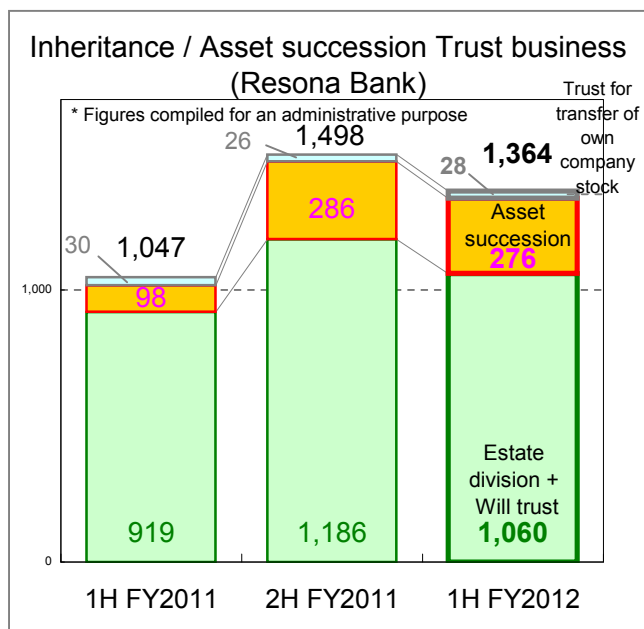 Inheritance / Asset succession Trust business
(Resona Bank)
* Figures compiled for an administrative purpose
Trust for
transfer of
own
company
stock
26
1,498
28
1,364
286
Asset
succession
276
30
1,047
98
1,000
Estate
division +
Will trust
919
1,186
1,060
0
1H FY2011
2H FY2011
1H FY2012